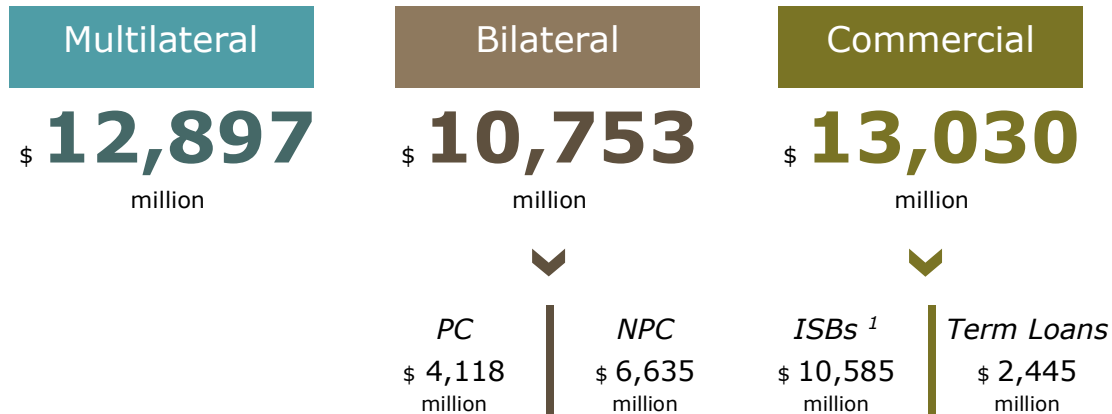 Multilateral
$ 12,897
million
Bilateral
$ 10,753
million
PC
$ 4,118
million
NPC
$ 6,635
million
Commercial
$ 13,030
million
ISBs ¹
$ 10,585
million
Term Loans
$ 2,445
million